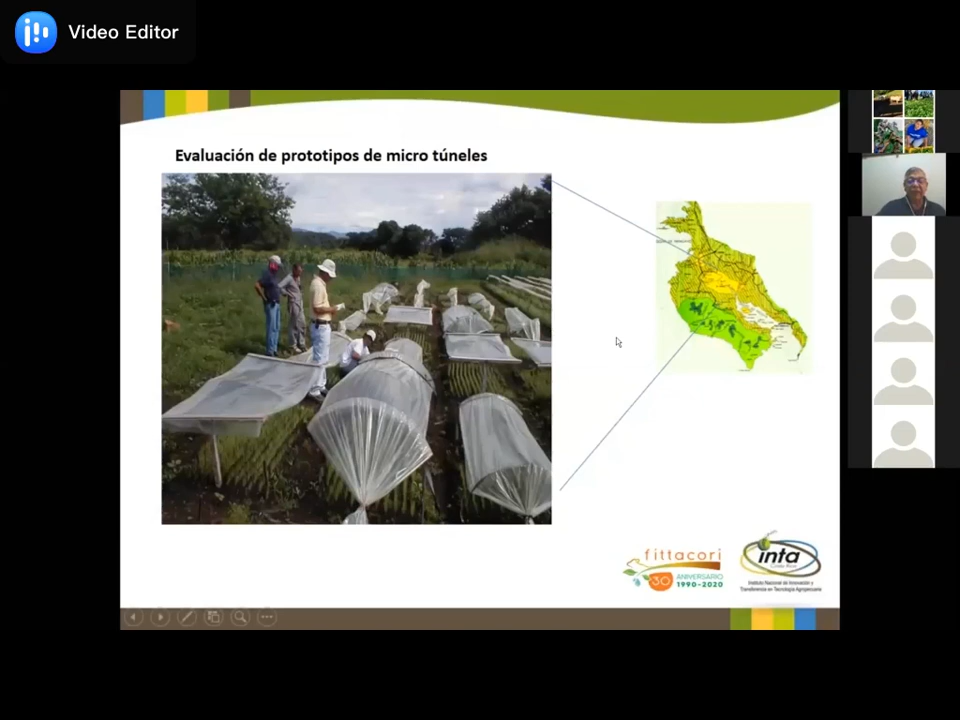 Video Editor
Evaluación de prototipos de micro túneles
fittacori
30 ANIVERSARIO
1990-2020
inta
Costa Rica
Instituto Nacional de Innovación y
Transferencia en Tecnología Agropecuaria